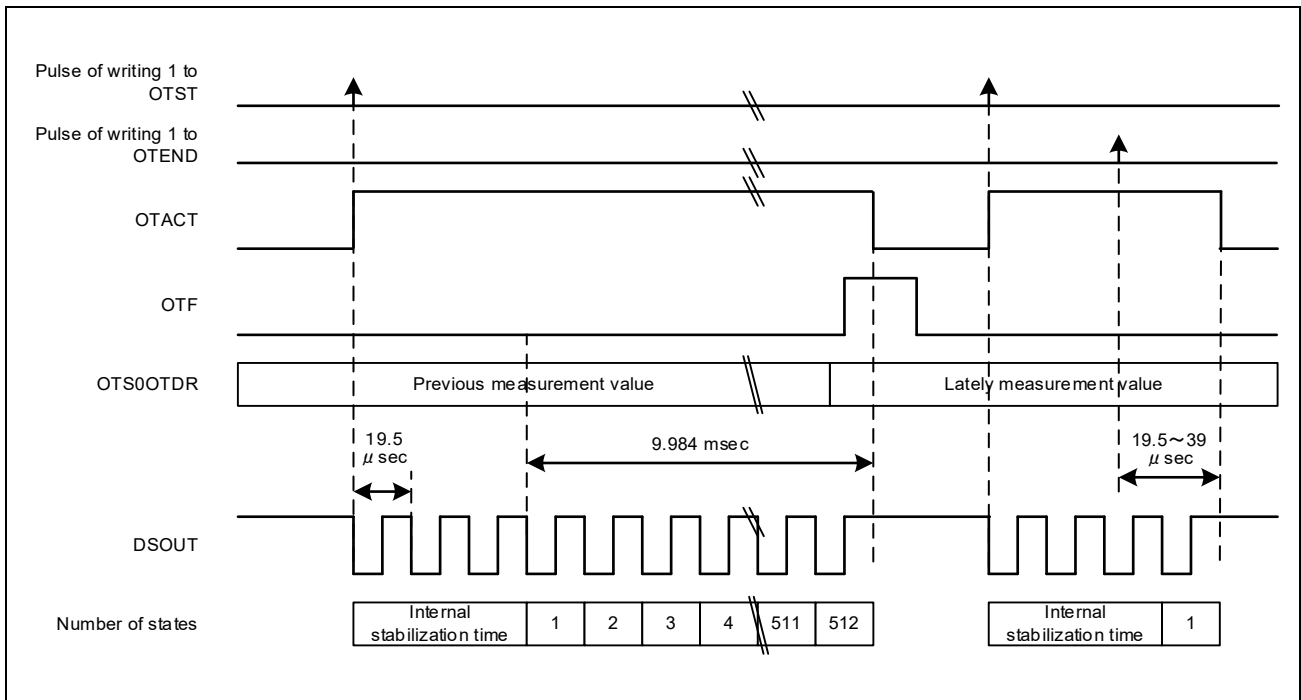 Pulse of writing 1 to
OTST
Pulse of writing 1 to
OTEND
OTACT
OTF
OTS0OTDR
Previous measurement value
Lately measurement value
19.5
μ sec
9.984 msec
19.5～39
μ sec
DSOUT
Number of states
Internal
stabilization time
1
2
3
4
511
512
Internal
stabilization time
1